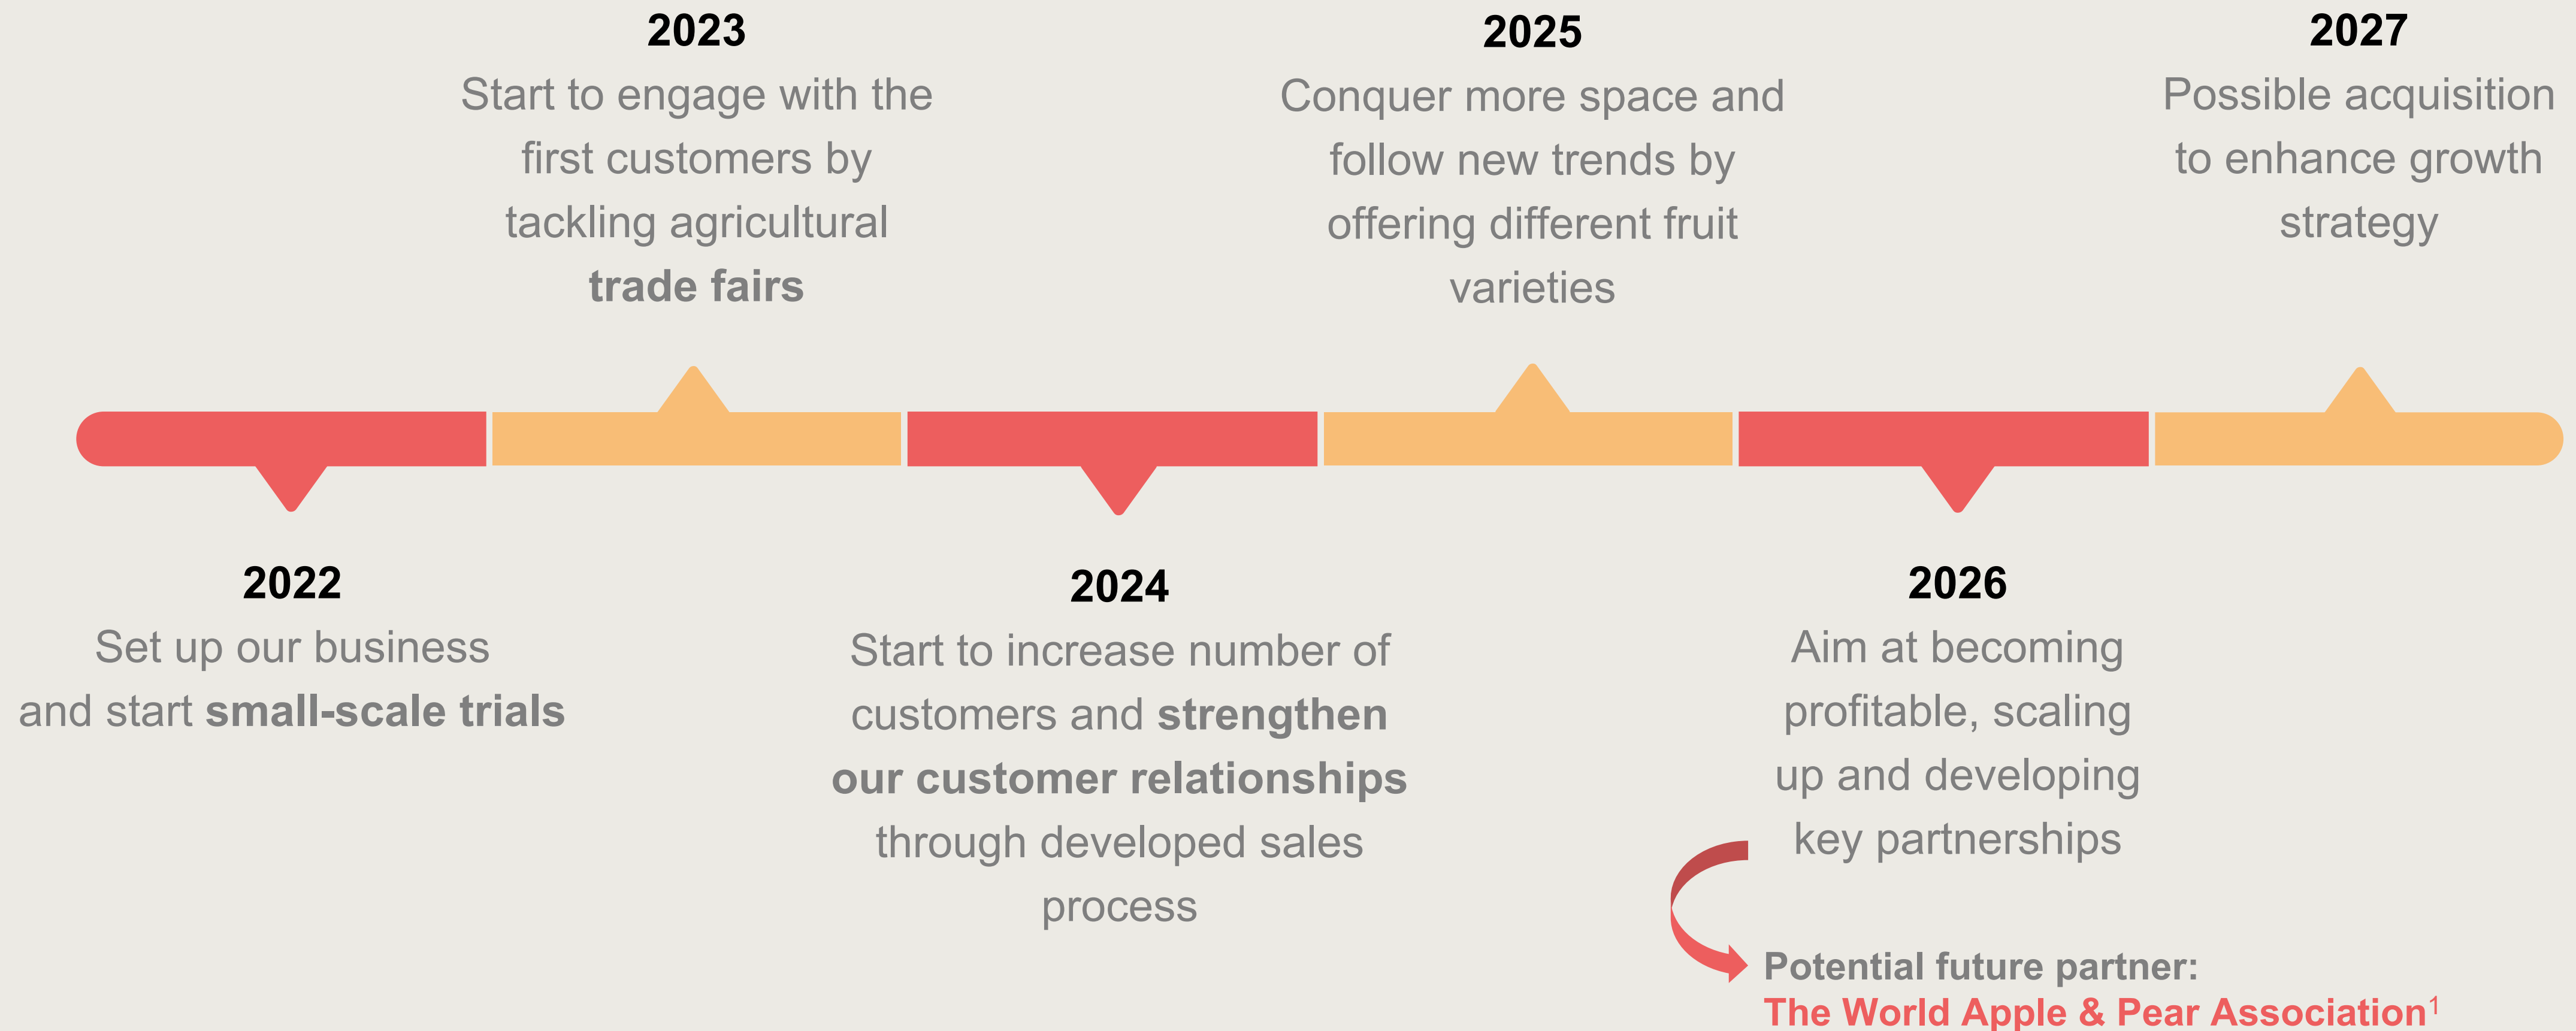 2023
Start to engage with the
first customers by
tackling agricultural
trade fairs
2025
Conquer more space and
follow new trends by
offering different fruit
varieties
2027
Possible acquisition
to enhance growth
strategy
2022
Set up our business
and start small-scale trials
2024
Start to increase number of
customers and strengthen
our customer relationships
through developed sales
process
2026
Aim at becoming
profitable, scaling
up and developing
key partnerships
Potential future partner:
The World Apple & Pear Association¹